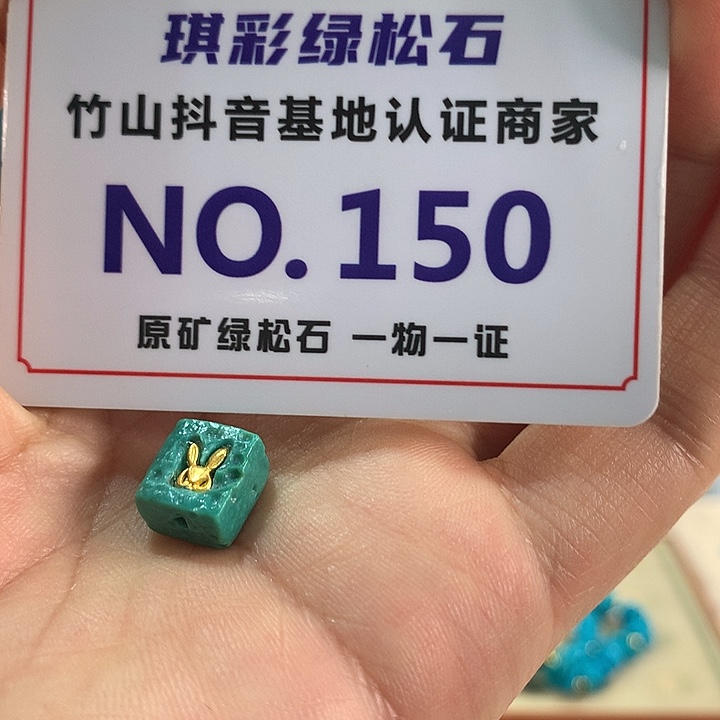 琪彩绿松石
竹山抖音基地认证商家
NO.150
原矿绿松石 一物一证